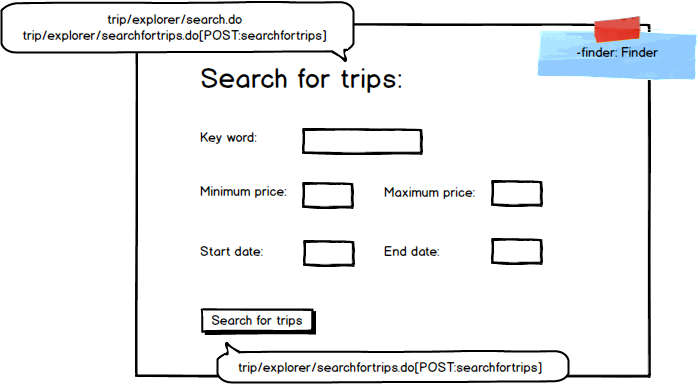 trip/explorer/search.do
trip/explorer/searchfortrips.do[POST:searchfortrips]
-finder: Finder
Search for trips:
Key word:
Minimum price: Maximum price:
Start date: End date:
Search for trips
trip/explorer/searchfortrips.do[POST:searchfortrips]